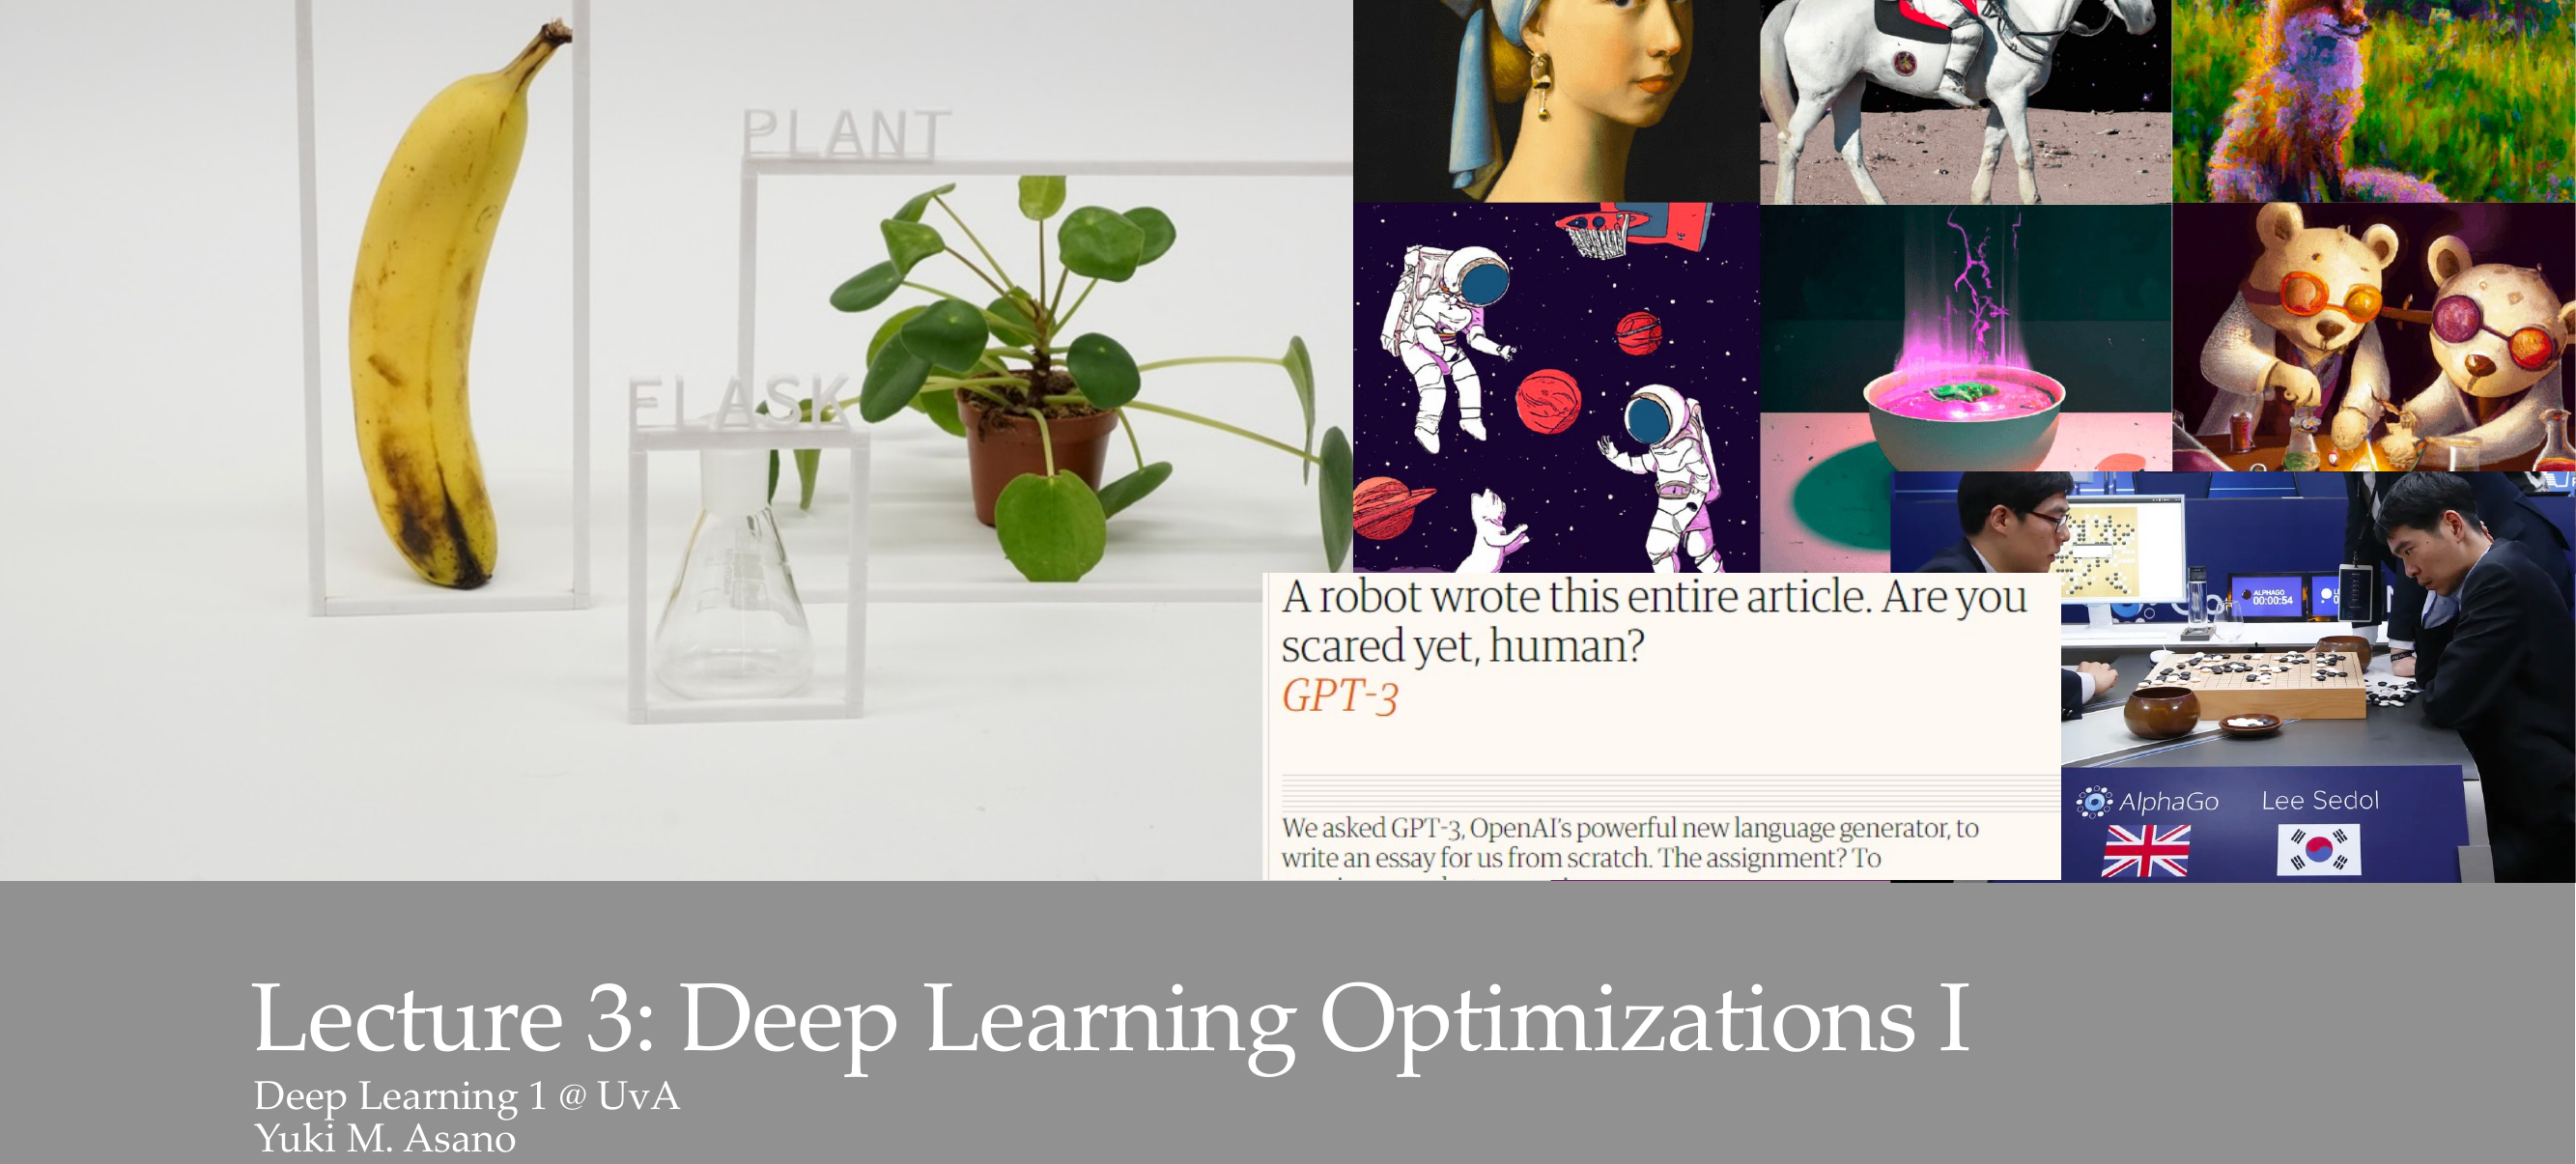 PLANT
FLASK
A robot wrote this entire article. Are you
scared yet, human?
GPT-3
We asked GPT-3, OpenAI's powerful new language generator, to
write an essay for us from scratch. The assignment? To
ALPHAGO
00:00:54
AlphaGo
Lee Sedol
Lecture 3: Deep Learning Optimizations I
Deep Learning 1 @ UvA
Yuki M. Asano